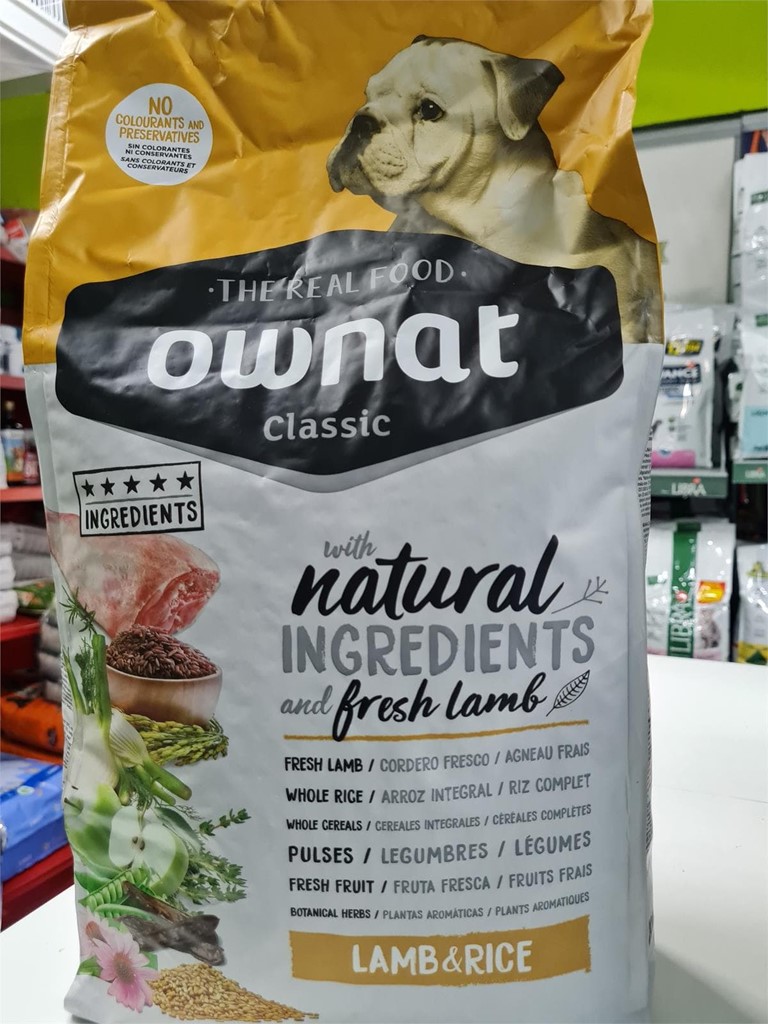 NO
COLOURANTS AND
PRESERVATIVES
SIN COLORANTES
NI CONSERVANTES
SANS COLORANTS ET
CONSERVATEURS
·THE REAL FOOD·
ownat
Classic
INGREDIENTS
with
natural
INGREDIENTS
and fresh lamb
FRESH LAMB / CORDERO FRESCO / AGNEAU FRAIS
WHOLE RICE / ARROZ INTEGRAL / RIZ COMPLET
WHOLE CEREALS / CEREALES INTEGRALES / CÉRÉALES COMPLÈTES
PULSES / LEGUMBRES / LÉGUMES
FRESH FRUIT / FRUTA FRESCA / FRUITS FRAIS
BOTANICAL HERBS / PLANTAS AROMÁTICAS / PLANTS AROMATIQUES
LAMB&RICE
LIBRA
LIBRA